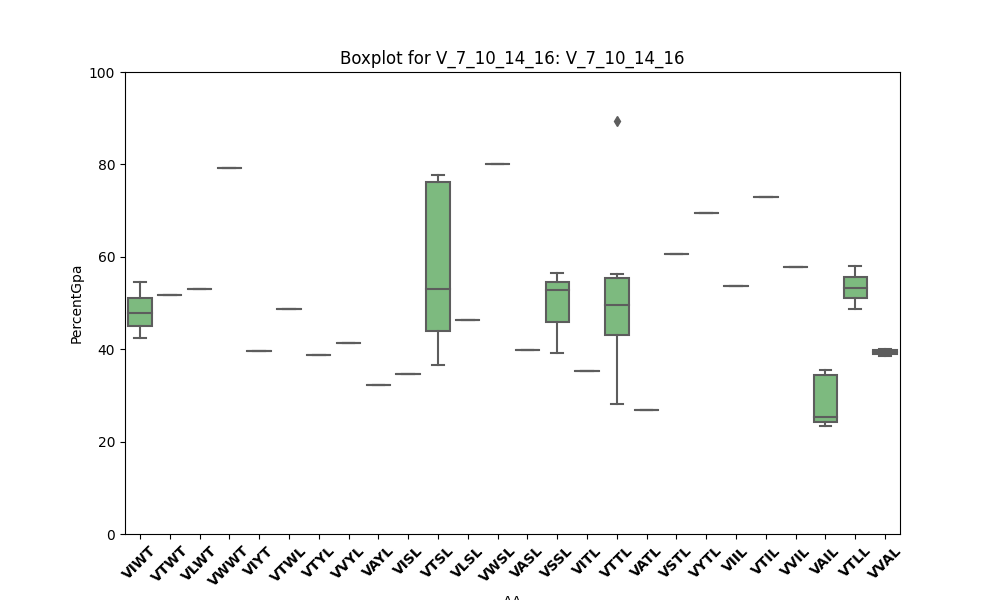 Boxplot for V_7_10_14_16: V_7_10_14_16
PercentGpa
100
80
60
40
20
0
VIWT VTWT VLWT VWWT VIYT VTWL VTYL VVYL VAYL VISL VTSL VLSL VWSL VASL VSSL VITL VTTL VATL VSTL VYTL VIIL VTIL VVIL VAIL VTLL VVAL
AA